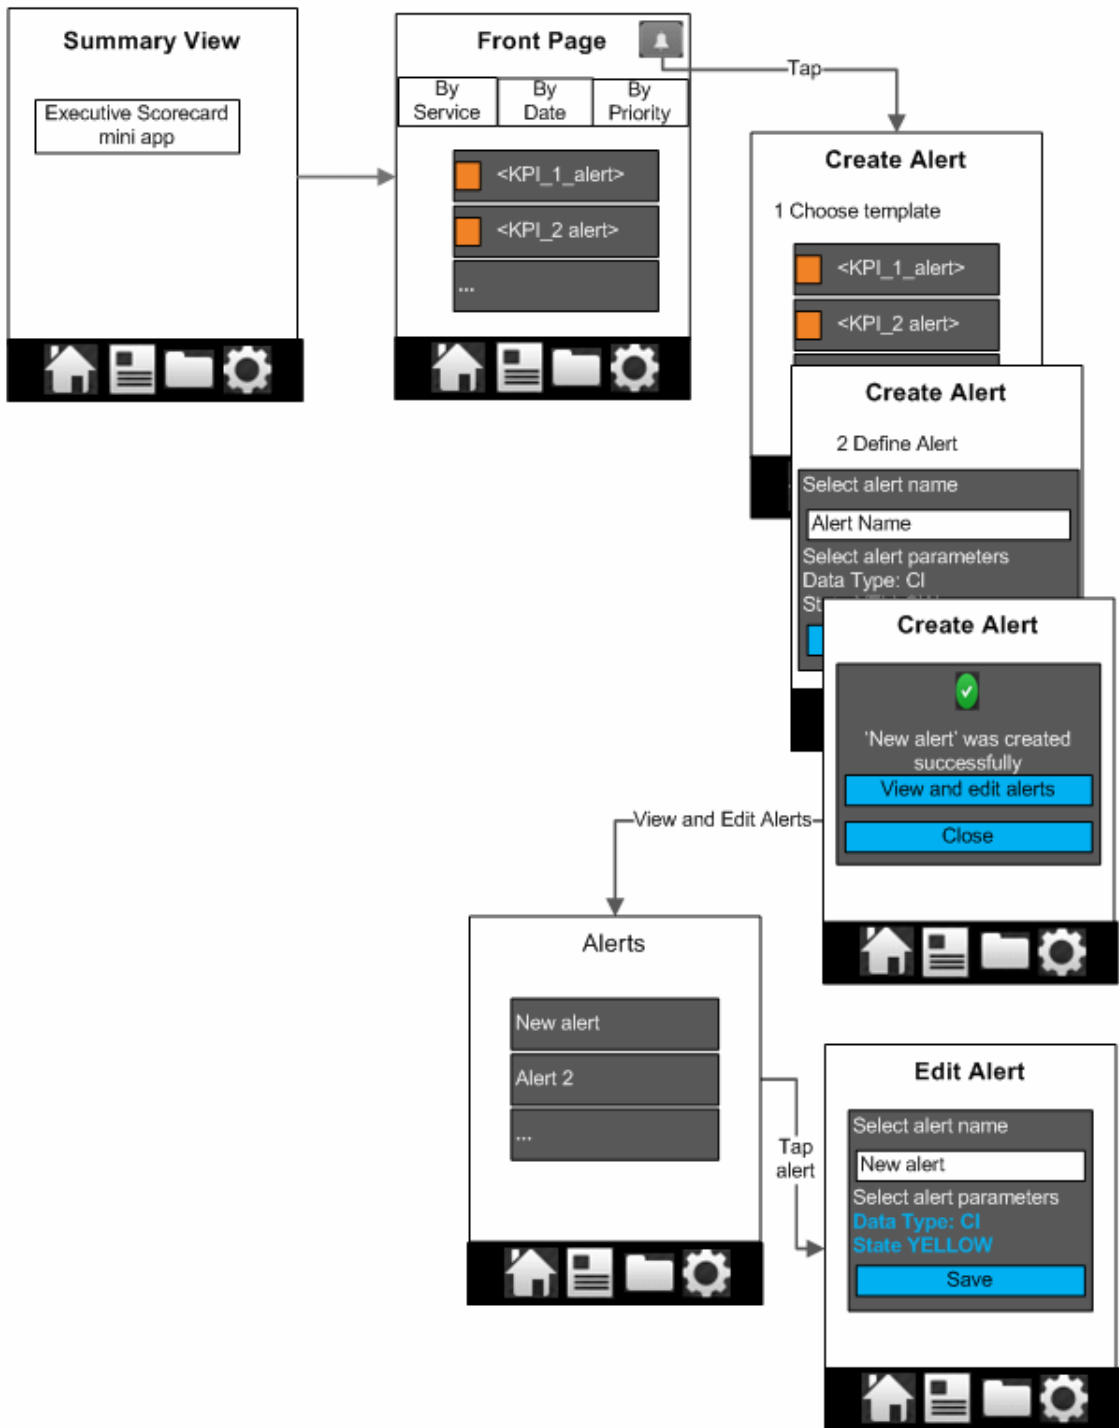 Summary View
Executive Scorecard
mini app
Front Page
By
Service
By
Date
By
Priority
<KPI_1_alert>
<KPI_2 alert>
...
Tap
Create Alert
1 Choose template
<KPI_1_alert>
<KPI_2 alert>
Create Alert
2 Define Alert
Select alert name
Alert Name
Select alert parameters
Data Type: CI
Create Alert
'New alert' was created
successfully
View and edit alerts
Close
View and Edit Alerts
Alerts
New alert
Alert 2
...
Tap
alert
Edit Alert
Select alert name
New alert
Select alert parameters
Data Type: CI
State YELLOW
Save